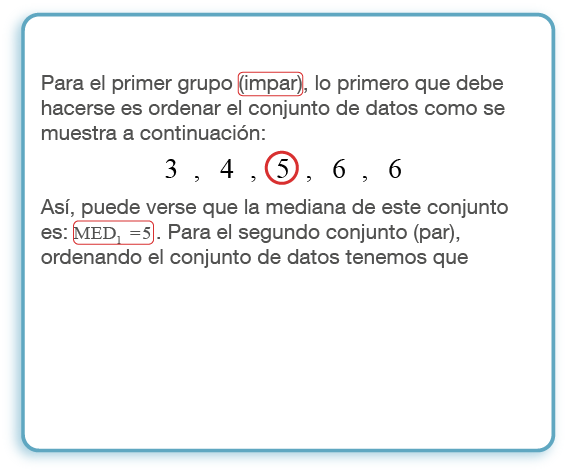 Para el primer grupo (impar), lo primero que debe
hacerse es ordenar el conjunto de datos como se
muestra a continuación:
3 , 4 , 5 , 6 , 6
Así, puede verse que la mediana de este conjunto
es: MED₁ =5 . Para el segundo conjunto (par),
ordenando el conjunto de datos tenemos que